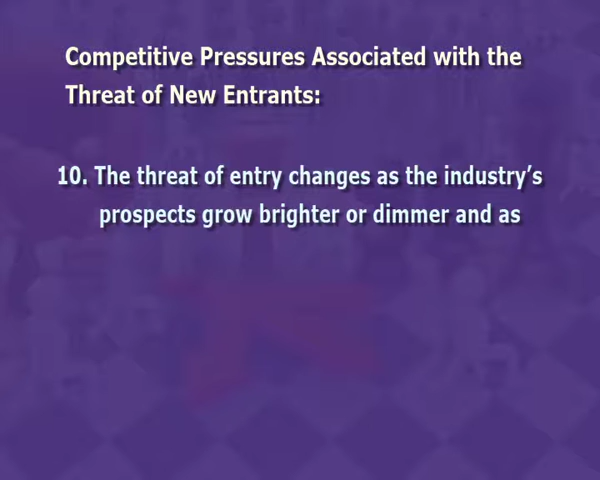 Competitive Pressures Associated with the
Threat of New Entrants:
10. The threat of entry changes as the industry’s
prospects grow brighter or dimmer and as